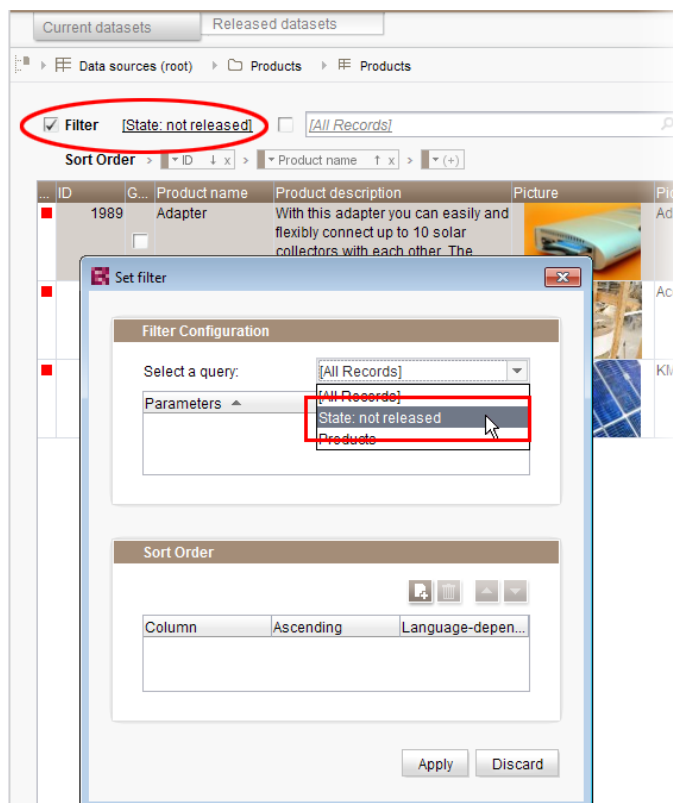 Current datasets
Released datasets
Data sources (root) Products Products
Filter [State: not released] [All Records]
Sort Order > ID ↓ x > Product name ↑ x > (+)
... ID G... Product name Product description Picture
1989 Adapter With this adapter you can easily and
flexibly connect up to 10 solar
collectors with each other. The
Set filter
Filter Configuration
Select a query: [All Records]
Parameters
[All Records]
State: not released
Products
Sort Order
Column Ascending Language-depen...
Apply Discard